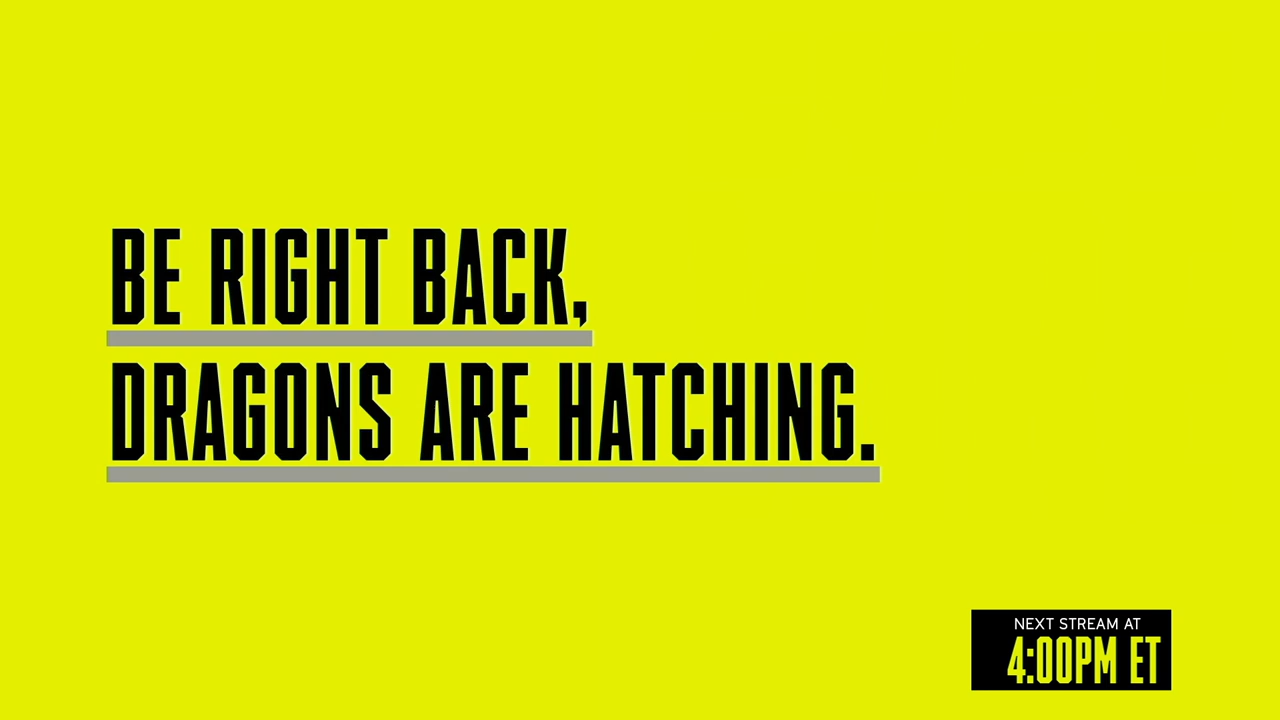 BE RIGHT BACK,
DRAGONS ARE HATCHING.
NEXT STREAM AT
4:00PM ET